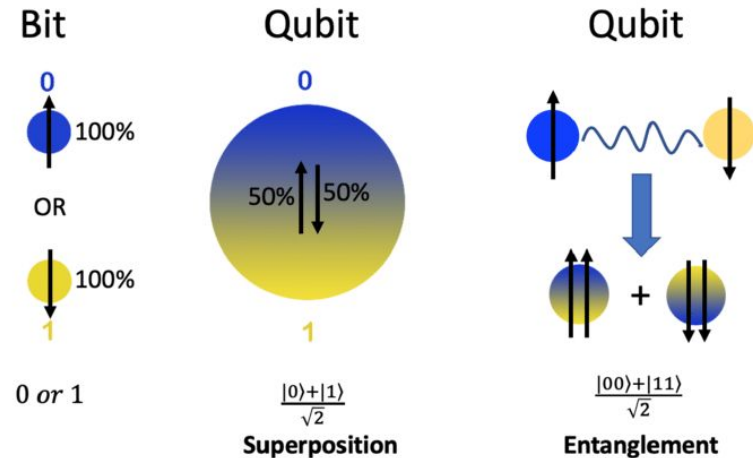 Bit
0
100%
OR
100%
1
0 or 1
Qubit
0
50% 50%
1
|0⟩+|1⟩
√2
Superposition
Qubit
+
|00⟩+|11⟩
√2
Entanglement